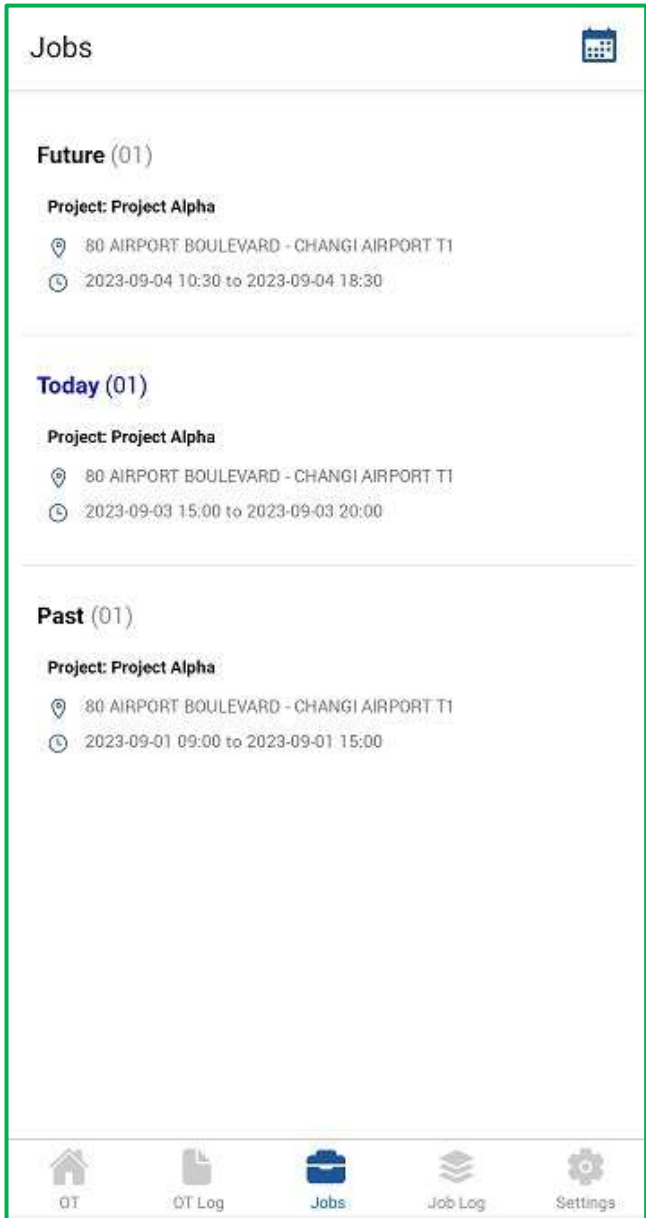 Jobs
Future (01)
Project: Project Alpha
80 AIRPORT BOULEVARD - CHANGI AIRPORT T1
2023-09-04 10:30 to 2023-09-04 18:30
Today (01)
Project: Project Alpha
80 AIRPORT BOULEVARD - CHANGI AIRPORT T1
2023-09-03 15:00 to 2023-09-03 20:00
Past (01)
Project: Project Alpha
80 AIRPORT BOULEVARD - CHANGI AIRPORT T1
2023-09-01 09:00 to 2023-09-01 15:00
OT OT Log Jobs Job Log Settings